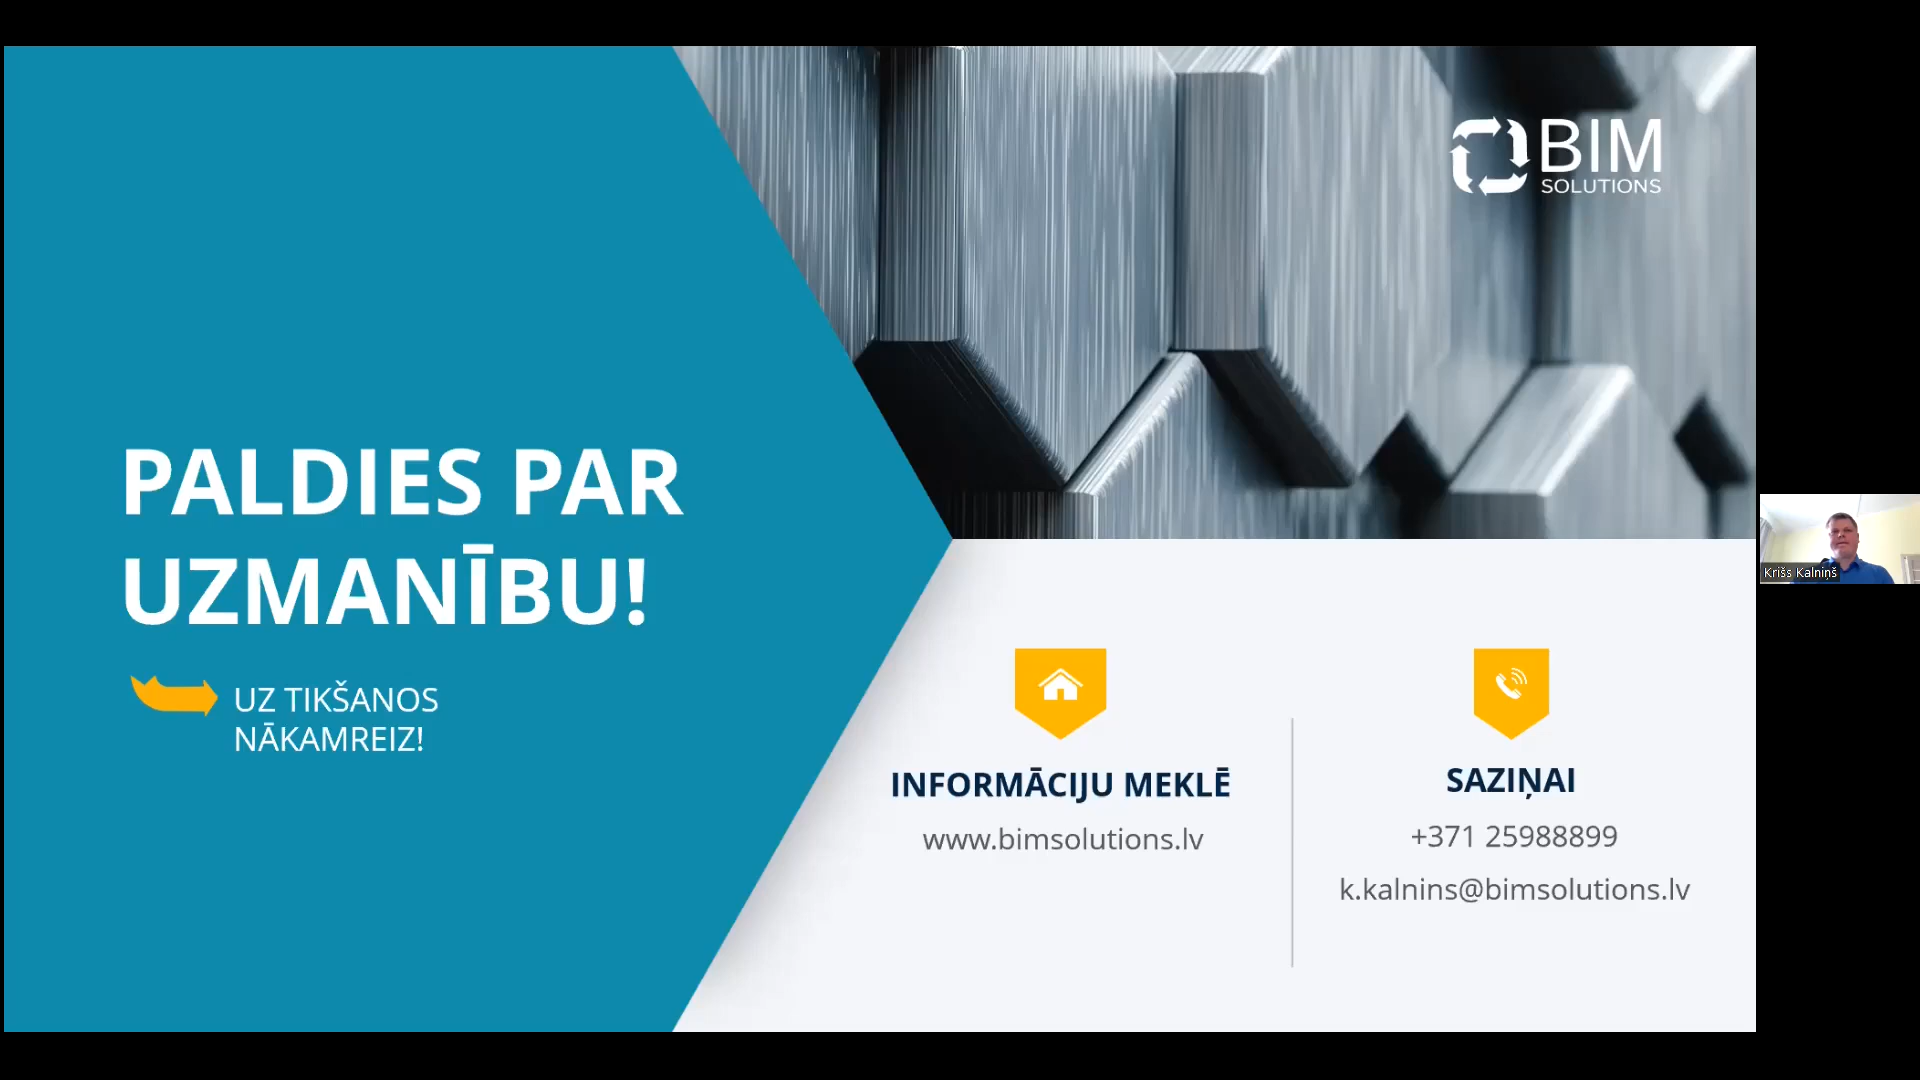 BIM
SOLUTIONS
PALDIES PAR
UZMANĪBU!
UZ TIKŠANOS
NĀKAMREIZ!
INFORMĀCIJU MEKLĒ
www.bimsolutions.lv
SAZIŅAI
+371 25988899
k.kalnins@bimsolutions.lv
Krišs Kalniņš